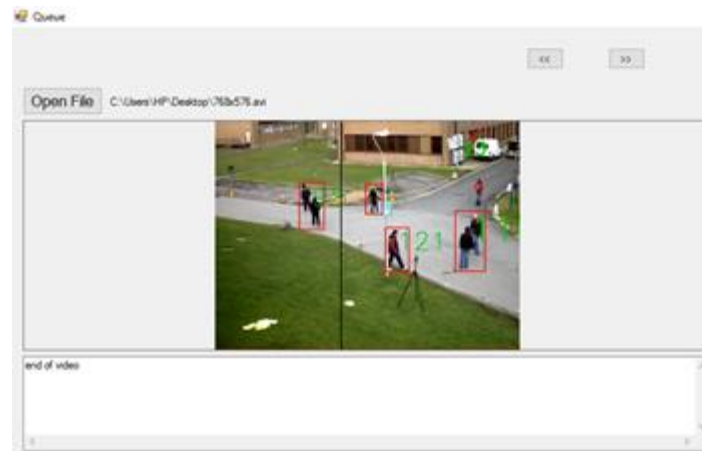 Queue
<< >>
Open File C:\Users\HP\Desktop\768x576.avi
121
end of video